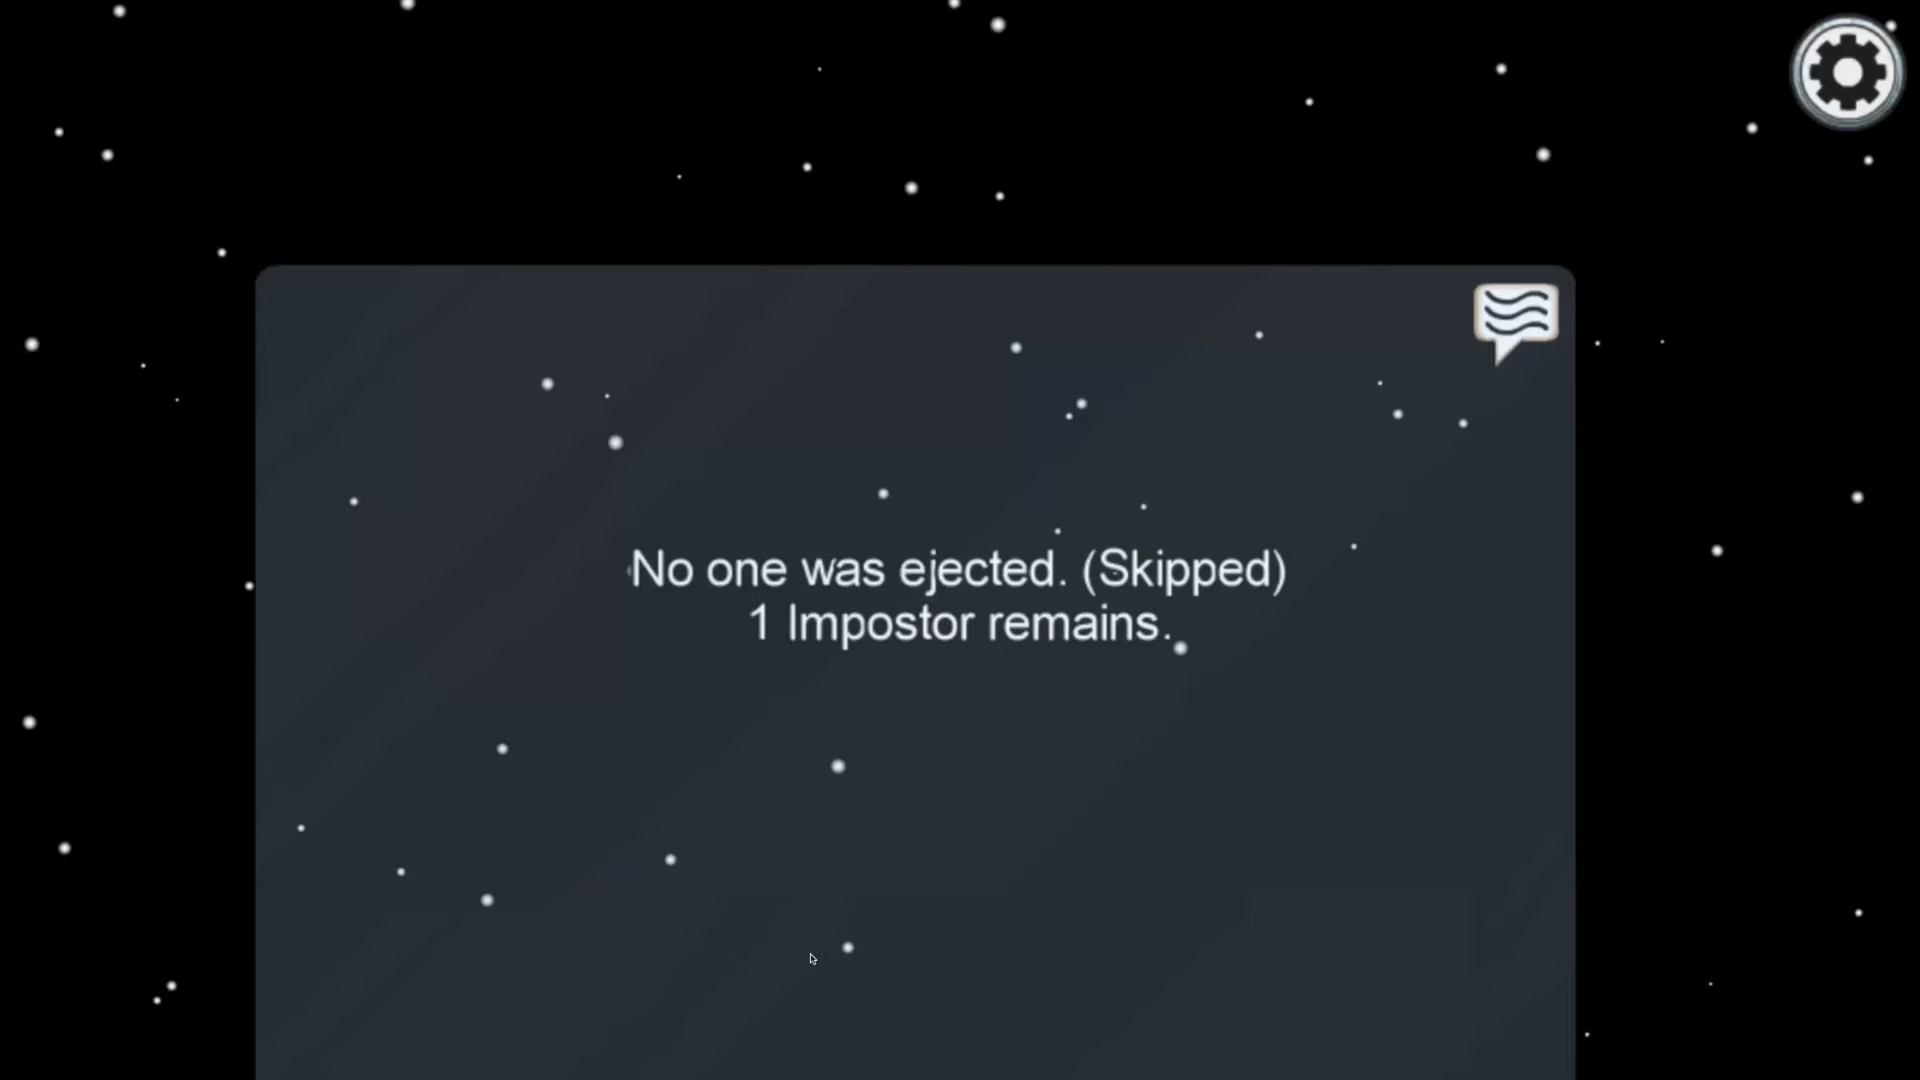 No one was ejected. (Skipped)
1 Impostor remains.